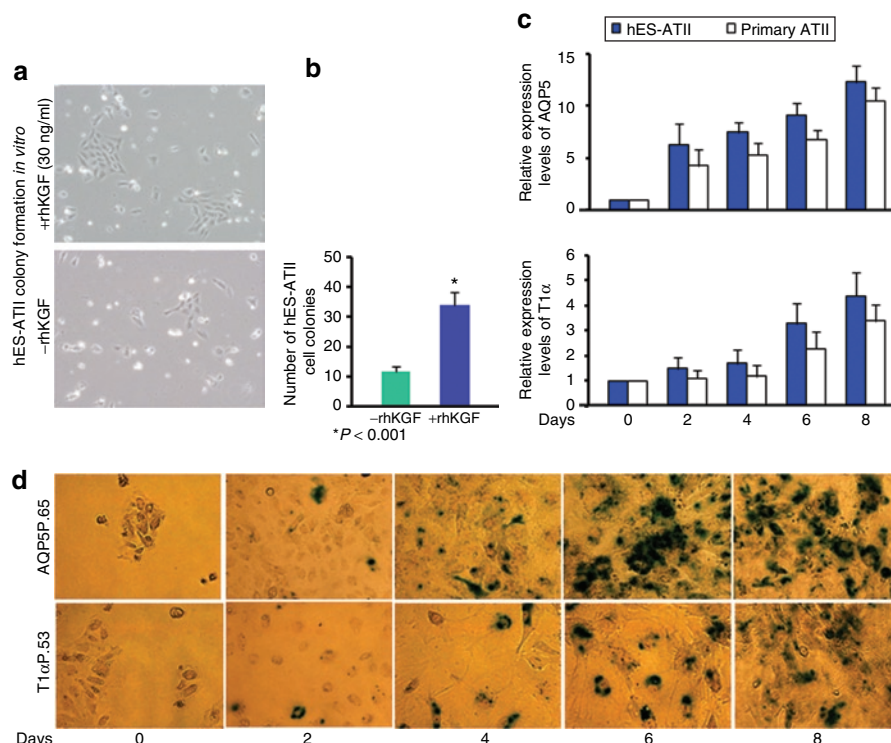 a
hES-ATII colony formation in vitro
+rhKGF (30 ng/ml)
−rhKGF
b
Number of hES-ATII
cell colonies
50
40
30
20
10
0
*
−rhKGF +rhKGF
*P < 0.001
c
hES-ATII Primary ATII
Relative expression
levels of AQP5
15
10
5
0
Relative expression
levels of T1α
6
5
4
3
2
1
0
Days 0 2 4 6 8
d
AQP5P.65
T1αP.53
Days 0 2 4 6 8